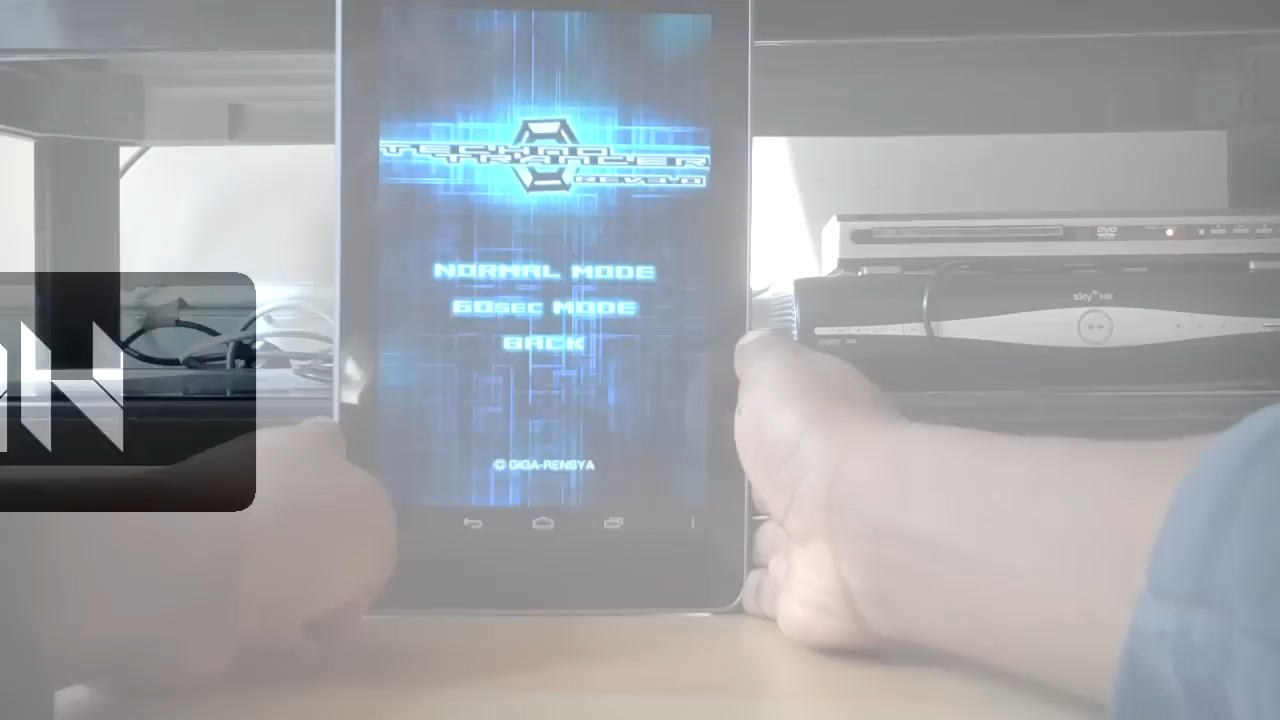 TECHNO
TRANCER
NORMAL MODE
60sec MODE
BACK
© GIGA-RENSYA
DVD
sky+ HD